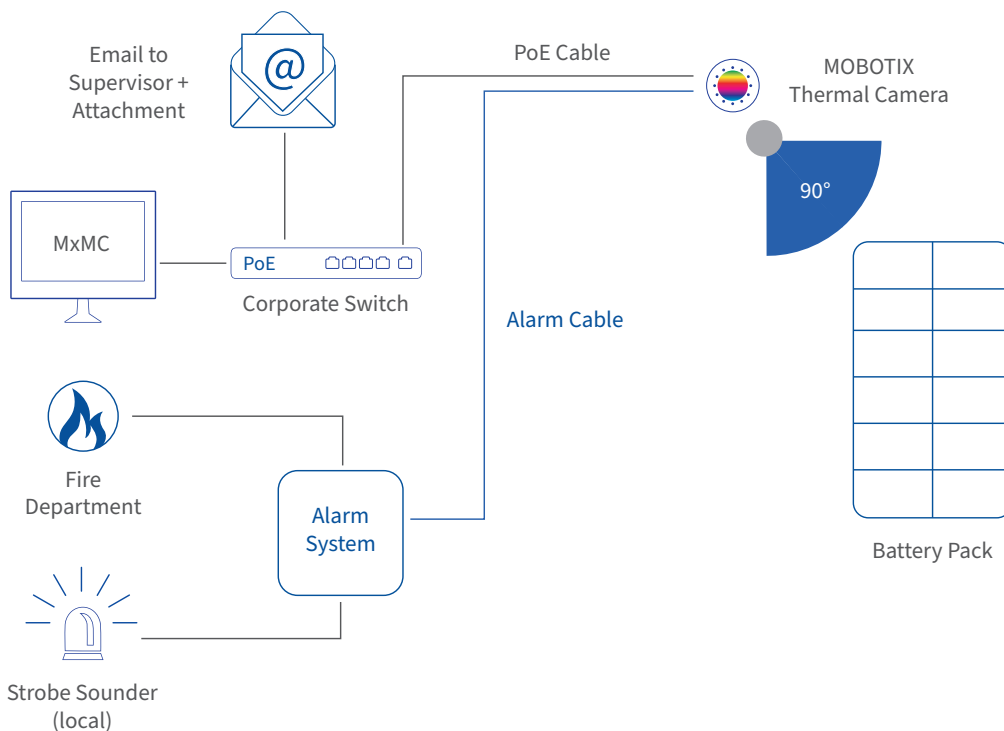 Email to
Supervisor +
Attachment
@
PoE Cable
MOBOTIX
Thermal Camera
90°
MxMC
PoE
Corporate Switch
Alarm Cable
Fire
Department
Alarm
System
Battery Pack
Strobe Sounder
(local)